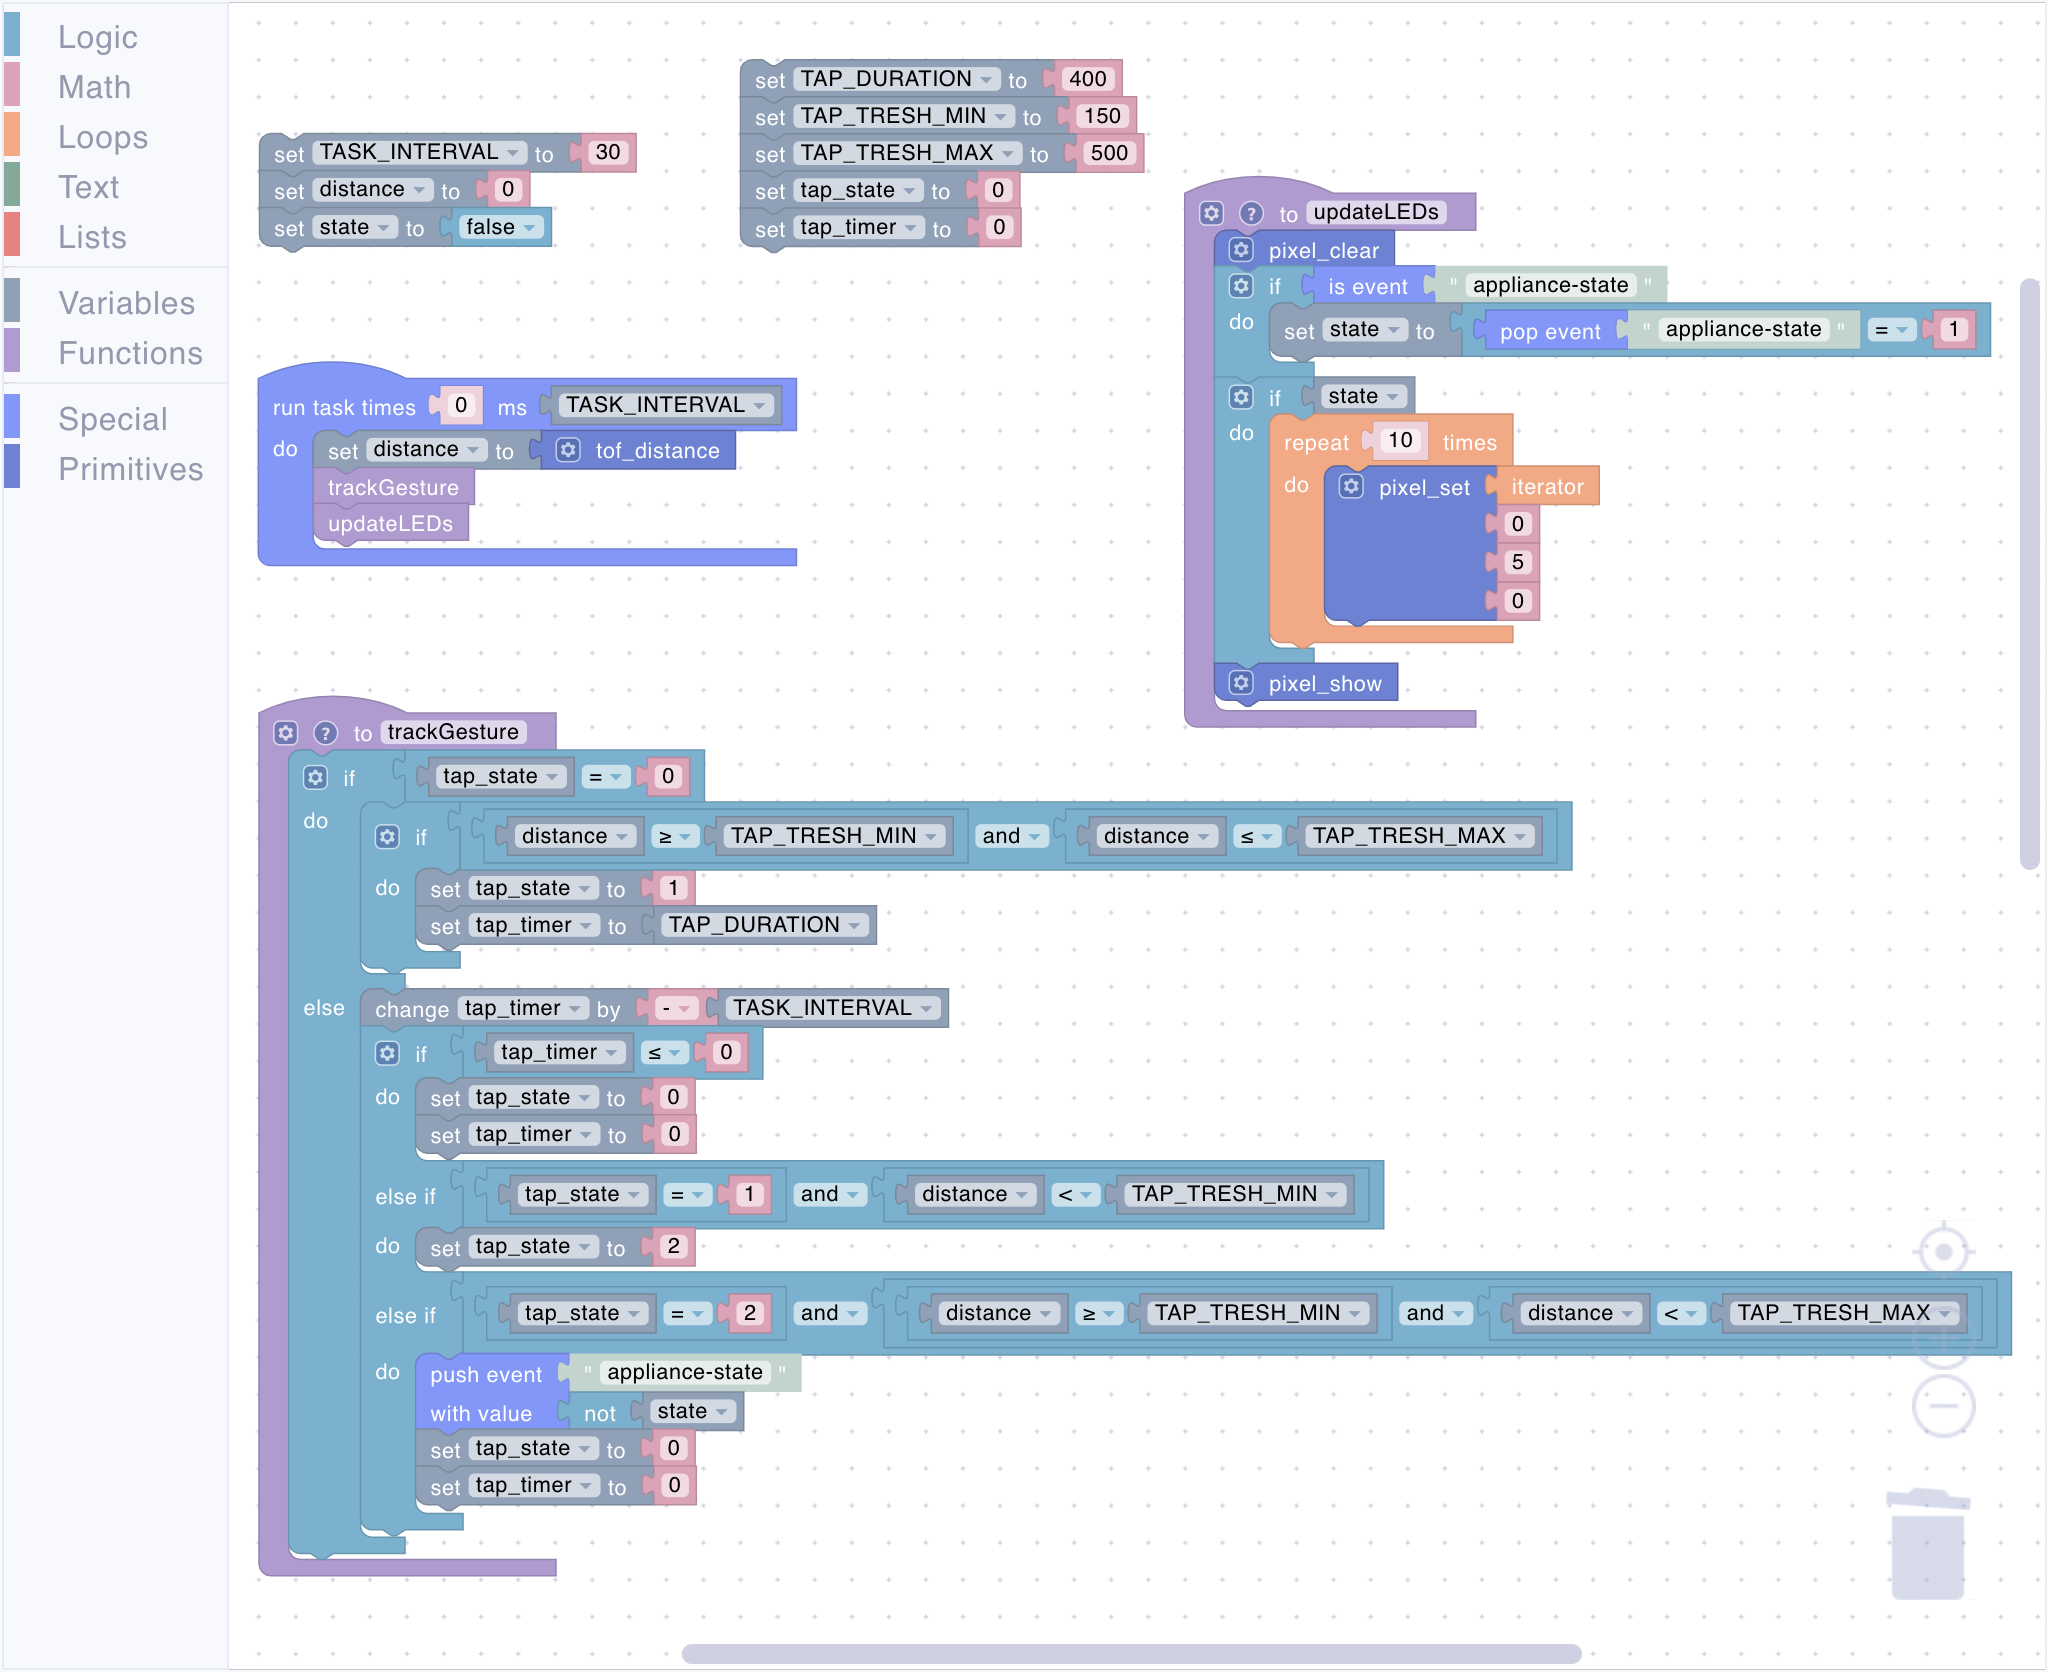 Logic
Math
Loops
Text
Lists
Variables
Functions
Special
Primitives
set TASK_INTERVAL to 30
set distance to 0
set state to false
set TAP_DURATION to 400
set TAP_TRESH_MIN to 150
set TAP_TRESH_MAX to 500
set tap_state to 0
set tap_timer to 0
run task times 0 ms TASK_INTERVAL
do set distance to tof_distance
trackGesture
updateLEDs
? to updateLEDs
pixel_clear
if is event " appliance-state "
do set state to pop event " appliance-state " = 1
if state
do repeat 10 times
do pixel_set iterator
0
5
0
pixel_show
? to trackGesture
if tap_state = 0
do if distance ≥ TAP_TRESH_MIN and distance ≤ TAP_TRESH_MAX
do set tap_state to 1
set tap_timer to TAP_DURATION
else change tap_timer by - TASK_INTERVAL
if tap_timer ≤ 0
do set tap_state to 0
set tap_timer to 0
else if tap_state = 1 and distance < TAP_TRESH_MIN
do set tap_state to 2
else if tap_state = 2 and distance ≥ TAP_TRESH_MIN and distance < TAP_TRESH_MAX
do push event " appliance-state "
with value not state
set tap_state to 0
set tap_timer to 0